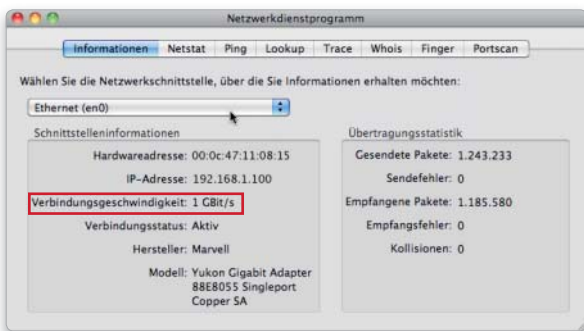 Netzwerkdienstprogramm
Informationen Netstat Ping Lookup Trace Whois Finger Portscan
Wählen Sie die Netzwerkschnittstelle, über die Sie Informationen erhalten möchten:
Ethernet (en0)
Schnittstelleninformationen
Hardwareadresse: 00:0c:47:11:08:15
IP-Adresse: 192.168.1.100
Verbindungsgeschwindigkeit: 1 GBit/s
Verbindungsstatus: Aktiv
Hersteller: Marvell
Modell: Yukon Gigabit Adapter
88E8055 Singleport
Copper SA
Übertragungsstatistik
Gesendete Pakete: 1.243.233
Sendefehler: 0
Empfangene Pakete: 1.185.580
Empfangsfehler: 0
Kollisionen: 0